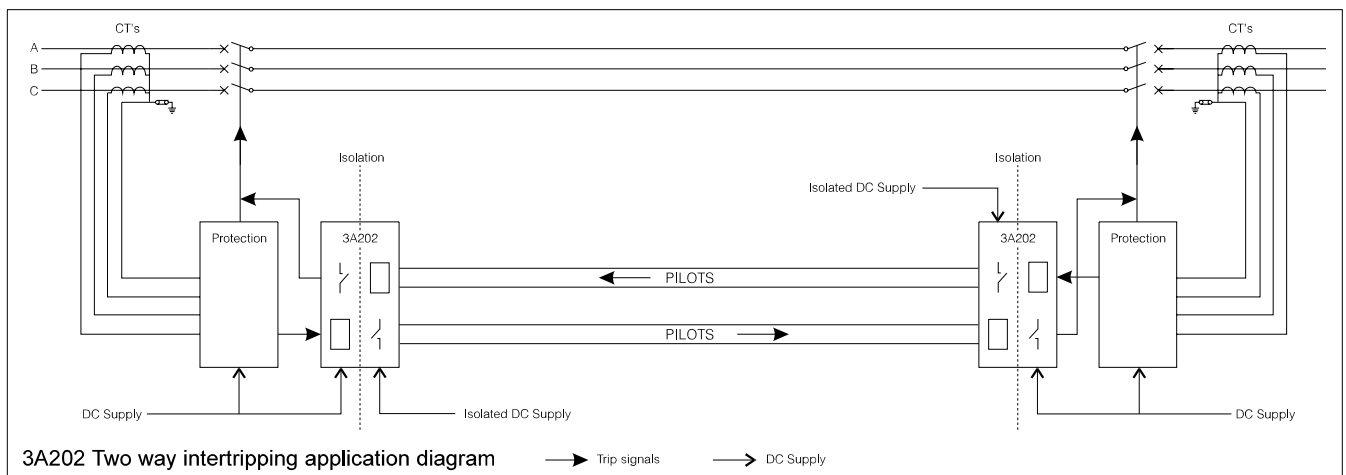 CT's
CT's
A
B
C
Isolation
Isolation
Isolated DC Supply
Protection
3A202
3A202
Protection
PILOTS
PILOTS
DC Supply
Isolated DC Supply
DC Supply
3A202 Two way intertripping application diagram
Trip signals
DC Supply